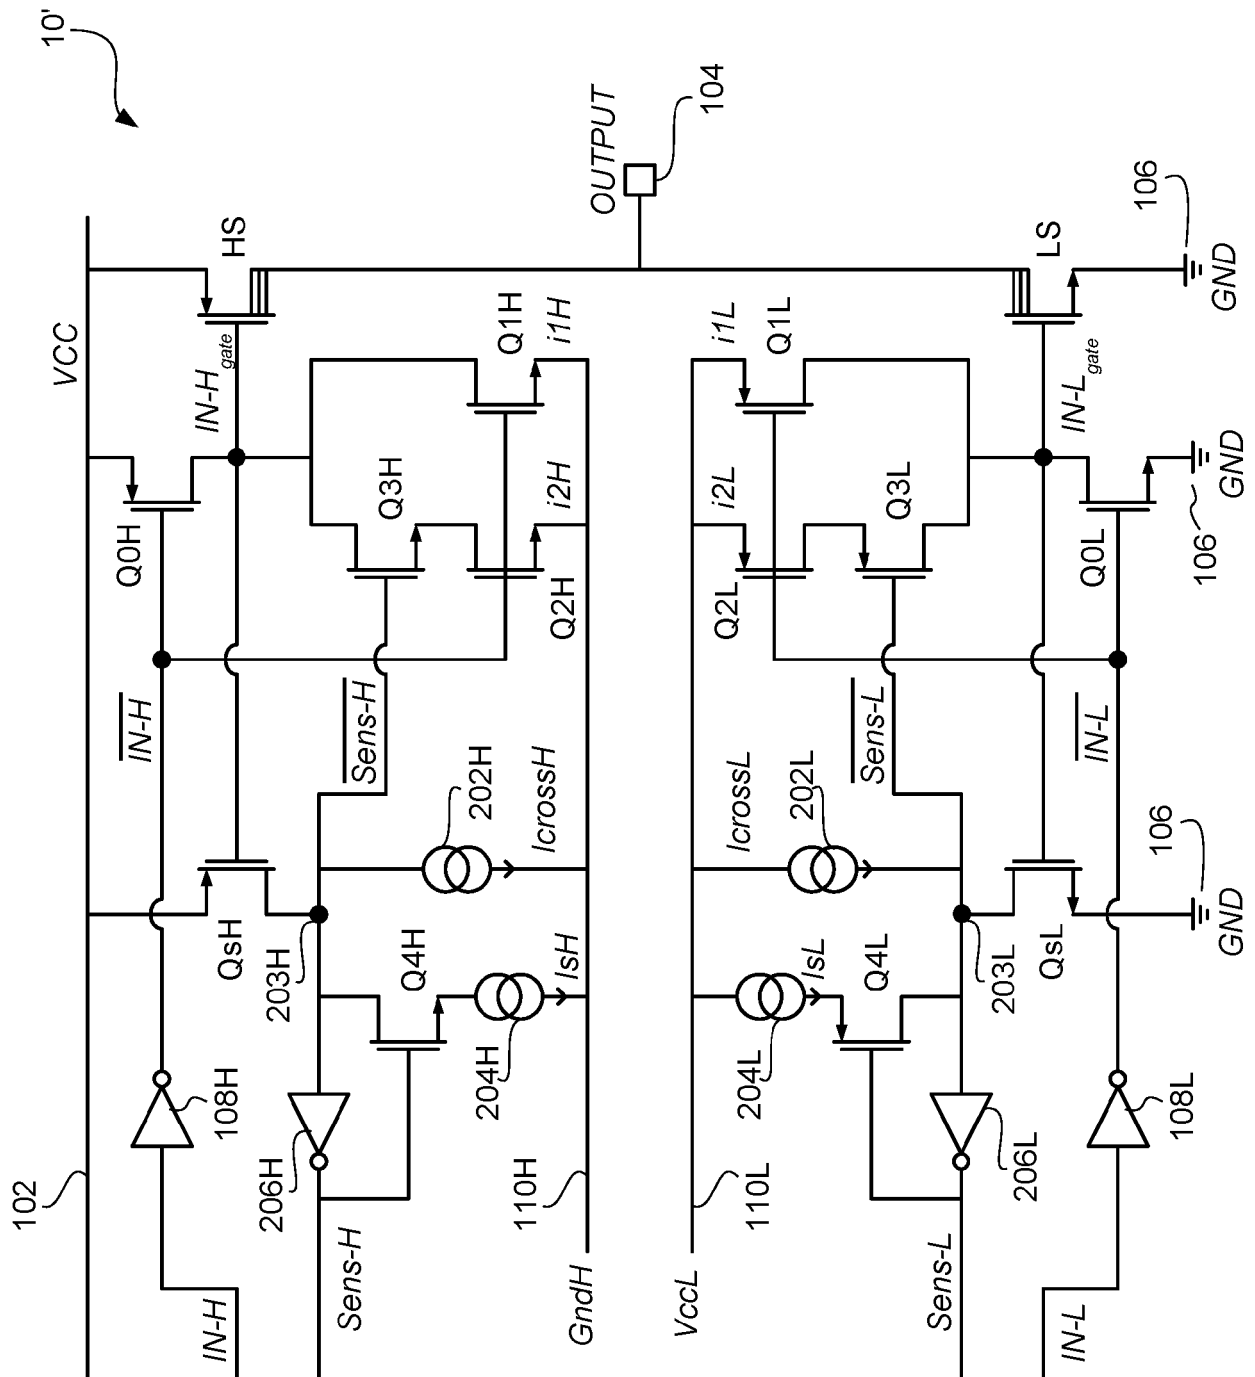 10'
VCC
HS
IN-H gate
Q0H
OUTPUT
104
Q1H
i1H
Q3H
i2H
Q2H
IN-H
Sens-H
202H
IcrossH
QsH
203H
Q4H
IsH
204H
108H
206H
102
110H
IN-H
Sens-H
GndH
106
LS
GND
Q1L
i1L
IN-L gate
i2L
Q3L
Q2L
Q0L
106
GND
Sens-L
IN-L
IcrossL
202L
106
GND
QsL
203L
IsL
Q4L
204L
108L
206L
110L
VccL
Sens-L
IN-L